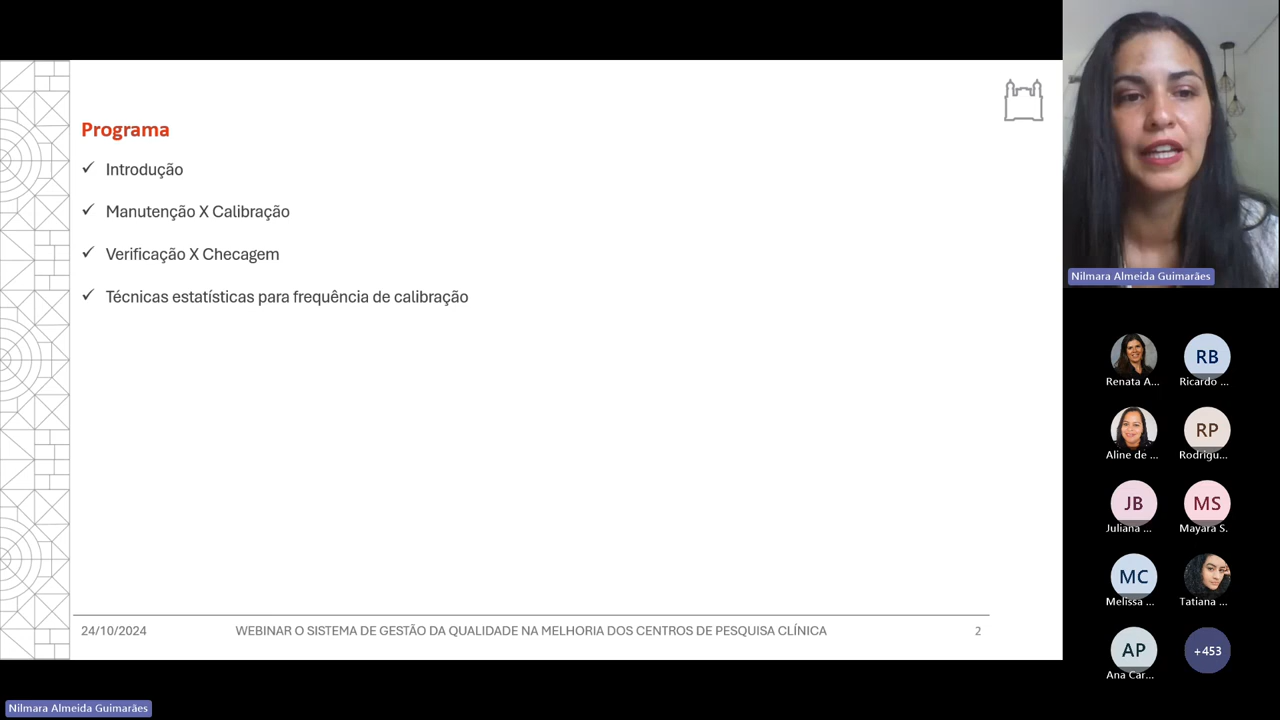 Programa
✓ Introdução
✓ Manutenção X Calibração
✓ Verificação X Checagem
✓ Técnicas estatísticas para frequência de calibração
24/10/2024 WEBINAR O SISTEMA DE GESTÃO DA QUALIDADE NA MELHORIA DOS CENTROS DE PESQUISA CLÍNICA 2
Nilmara Almeida Guimarães
Renata A...
RB
Ricardo ...
Aline de ...
RP
Rodrigu...
JB
Juliana ...
MS
Mayara S.
MC
Melissa ...
Tatiana ...
AP
Ana Car...
+453
Nilmara Almeida Guimarães